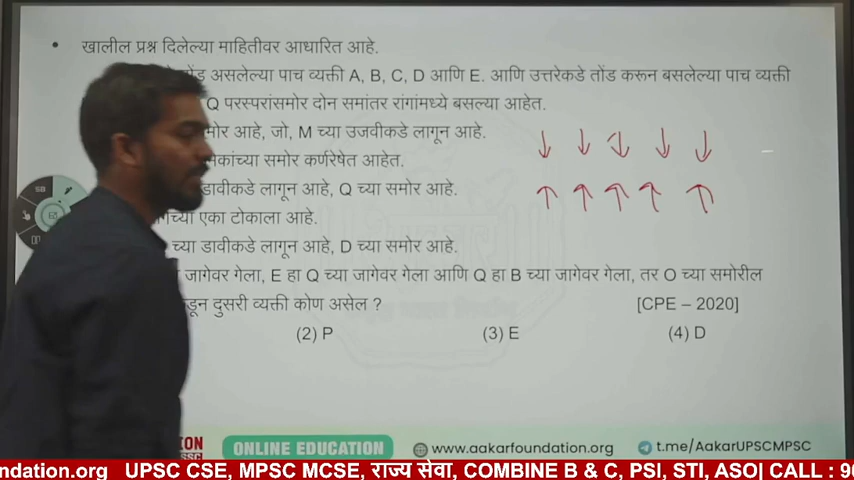 • खालील प्रश्न दिलेल्या माहितीवर आधारित आहे.
तोंड असलेल्या पाच व्यक्ती A, B, C, D आणि E. आणि उत्तरेकडे तोंड करून बसलेल्या पाच व्यक्ती
Q परस्परांसमोर दोन समांतर रांगांमध्ये बसल्या आहेत.
मोर आहे, जो, M च्या उजवीकडे लागून आहे.
मेकांच्या समोर कर्णरेषेत आहेत.
डावीकडे लागून आहे, Q च्या समोर आहे.
च्या एका टोकाला आहे.
च्या डावीकडे लागून आहे, D च्या समोर आहे.
जागेवर गेला, E हा Q च्या जागेवर गेला आणि Q हा B च्या जागेवर गेला, तर O च्या समोरील
डून दुसरी व्यक्ती कोण असेल ? [CPE – 2020]
(2) P (3) E (4) D
ONLINE EDUCATION www.aakarfoundation.org t.me/AakarUPSCMPSC
ndation.org UPSC CSE, MPSC MCSE, राज्य सेवा, COMBINE B & C, PSI, STI, ASO| CALL : 9